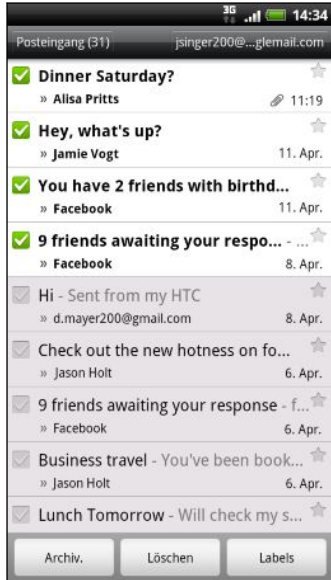 3G 14:34
Posteingang (31) jsinger200@...glemail.com
Dinner Saturday?
» Alisa Pritts 11:19
Hey, what's up?
» Jamie Vogt 11. Apr.
You have 2 friends with birthd...
» Facebook 11. Apr.
9 friends awaiting your respo... - ...
» Facebook 8. Apr.
Hi - Sent from my HTC
» d.mayer200@gmail.com 8. Apr.
Check out the new hotness on fo...
» Jason Holt 6. Apr.
9 friends awaiting your response - f...
» Facebook 6. Apr.
Business travel - You've been book...
» Jason Holt 6. Apr.
Lunch Tomorrow - Will check my s...
Archiv. Löschen Labels